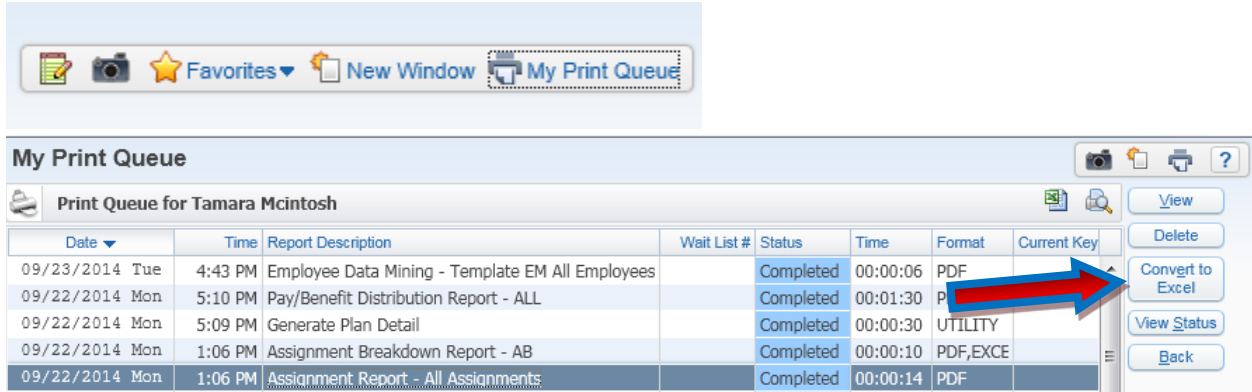 Favorites New Window My Print Queue
My Print Queue ?
Print Queue for Tamara Mcintosh View
Date Time Report Description Wait List # Status Time Format Current Key Delete
09/23/2014 Tue 4:43 PM Employee Data Mining - Template EM All Employees Completed 00:00:06 PDF Convert to
Excel
09/22/2014 Mon 5:10 PM Pay/Benefit Distribution Report - ALL Completed 00:01:30
09/22/2014 Mon 5:09 PM Generate Plan Detail Completed 00:00:30 UTILITY View Status
09/22/2014 Mon 1:06 PM Assignment Breakdown Report - AB Completed 00:00:10 PDF,EXCE Back
09/22/2014 Mon 1:06 PM Assignment Report - All Assignments Completed 00:00:14 PDF